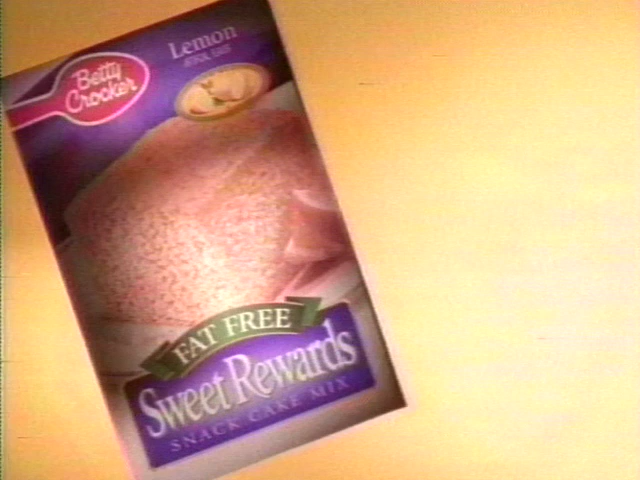 Betty
Crocker
Lemon
FAT FREE
Sweet Rewards
SNACK CAKE MIX